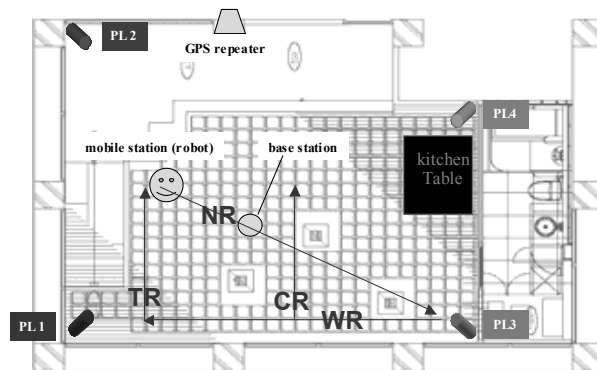 PL 2
GPS repeater
PL4
mobile station (robot)
base station
kitchen
Table
NR
TR
CR
WR
PL 1
PL3